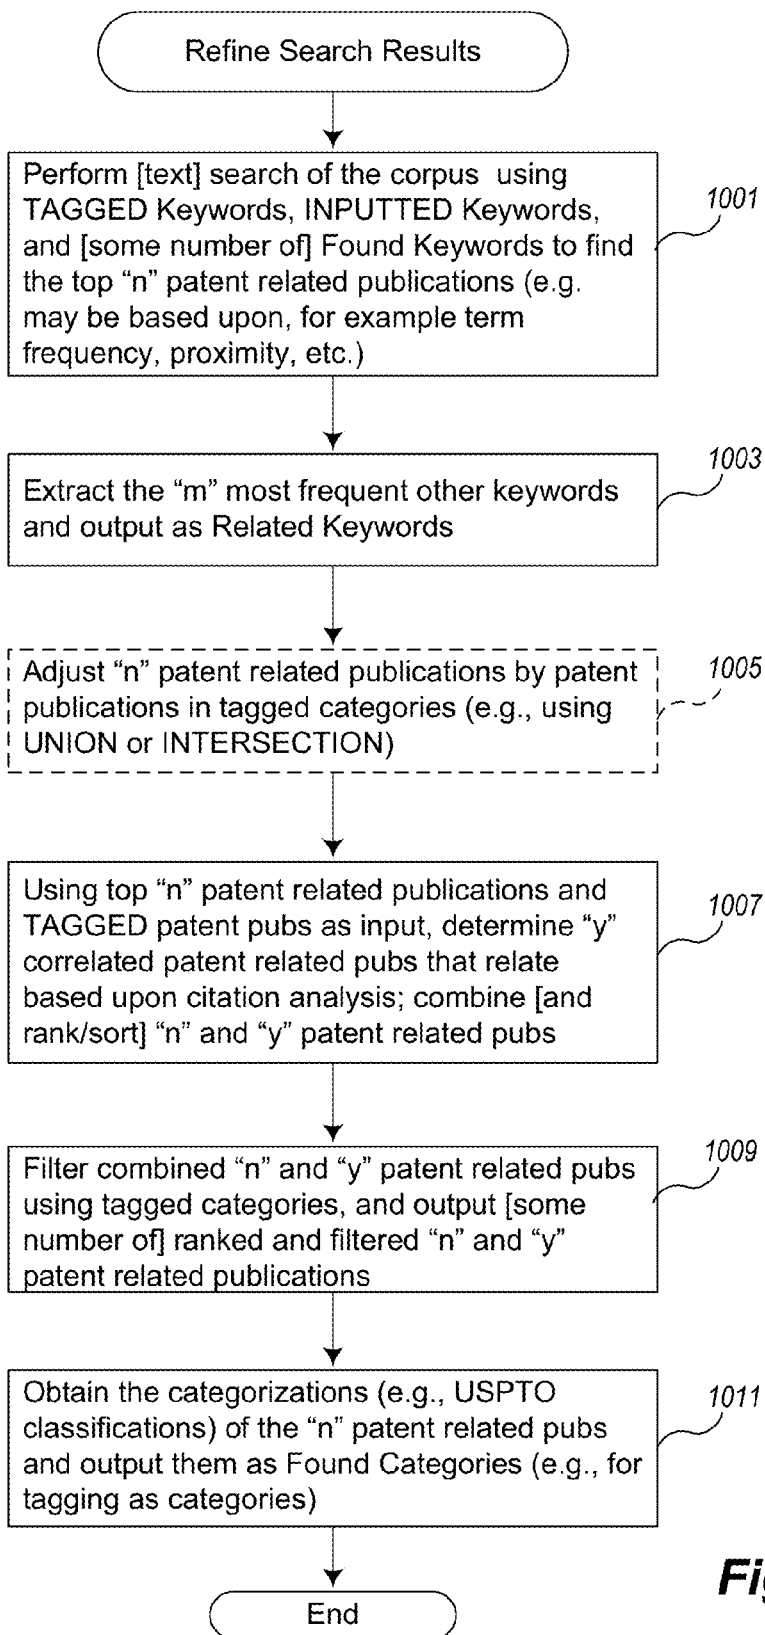 Refine Search Results
Perform [text] search of the corpus using
TAGGED Keywords, INPUTTED Keywords,
and [some number of] Found Keywords to find
the top “n” patent related publications (e.g.
may be based upon, for example term
frequency, proximity, etc.)
1001
Extract the “m” most frequent other keywords
and output as Related Keywords
1003
Adjust “n” patent related publications by patent
publications in tagged categories (e.g., using
UNION or INTERSECTION)
1005
Using top “n” patent related publications and
TAGGED patent pubs as input, determine “y”
correlated patent related pubs that relate
based upon citation analysis; combine [and
rank/sort] “n” and “y” patent related pubs
1007
Filter combined “n” and “y” patent related pubs
using tagged categories, and output [some
number of] ranked and filtered “n” and “y”
patent related publications
1009
Obtain the categorizations (e.g., USPTO
classifications) of the “n” patent related pubs
and output them as Found Categories (e.g., for
tagging as categories)
1011
End